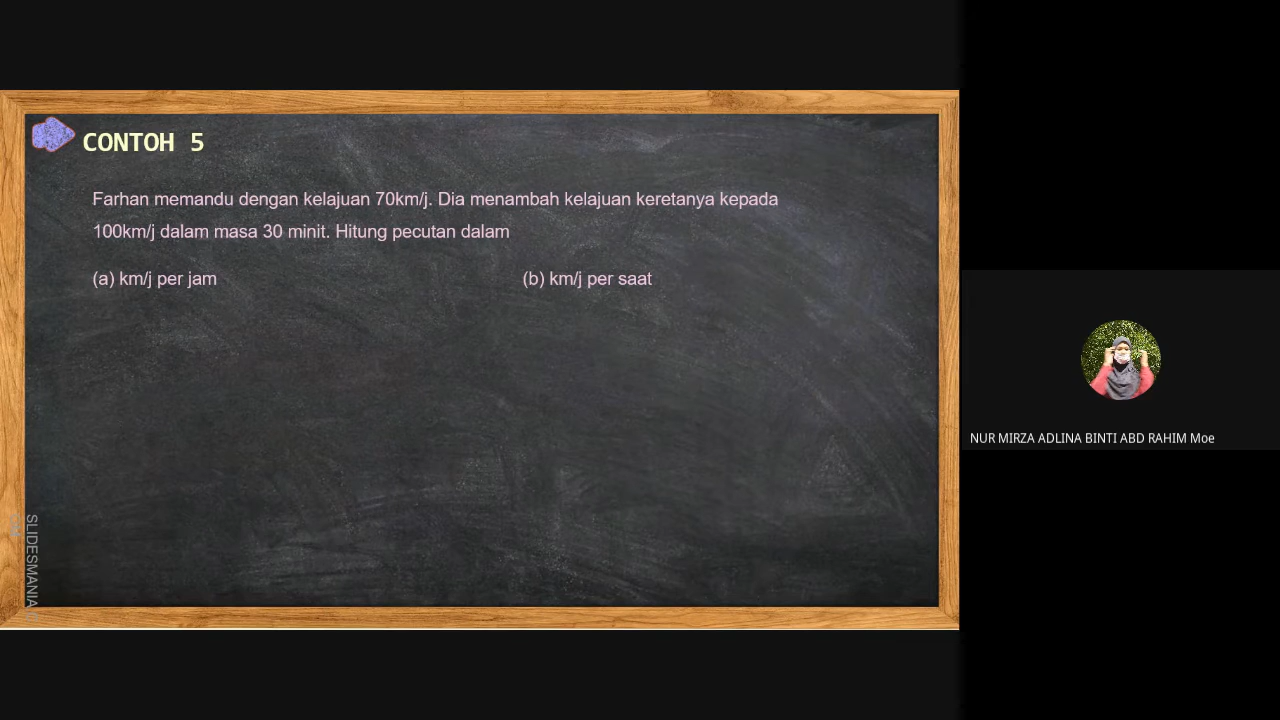 CONTOH 5
Farhan memandu dengan kelajuan 70km/j. Dia menambah kelajuan keretanya kepada
100km/j dalam masa 30 minit. Hitung pecutan dalam
(a) km/j per jam
(b) km/j per saat
NUR MIRZA ADLINA BINTI ABD RAHIM Moe
SLIDESMANIA